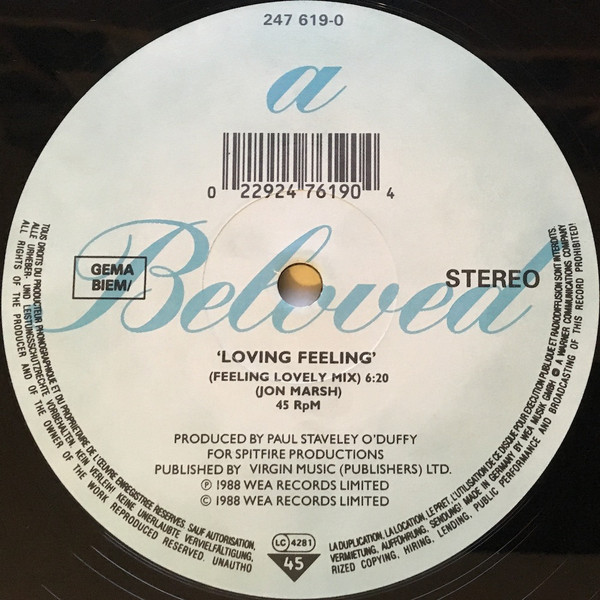 247 619-0
a
0 22924 76190 4
Beloved
GEMA
BIEM/
STEREO
‘LOVING FEELING’
(FEELING LOVELY MIX) 6:20
(JON MARSH)
45 RpM
PRODUCED BY PAUL STAVELEY O’DUFFY
FOR SPITFIRE PRODUCTIONS
PUBLISHED BY VIRGIN MUSIC (PUBLISHERS) LTD.
Ⓟ 1988 WEA RECORDS LIMITED
© 1988 WEA RECORDS LIMITED
LC 4281
45
TOUS DROITS DU PRODUCTEUR PHONOGRAPHIQUE ET DU PROPRIETAIRE DE L’ŒUVRE ENREGISTREE RESERVES. SAUF AUTORISATION,
LA DUPLICATION, LA LOCATION, LE PRET, L’UTILISATION DE CE DISQUE POUR EXECUTION PUBLIQUE ET RADIODIFFUSION SONT INTERDITS.
ALLE URHEBER- UND LEISTUNGSSCHUTZRECHTE VORBEHALTEN. KEIN VERLEIH! KEINE UNERLAUBTE VERVIELFÄLTIGUNG,
VERMIETUNG, AUFFÜHRUNG, SENDUNG! MADE IN GERMANY BY WEA MUSIK GMBH Ⓟ A WARNER COMMUNICATIONS COMPANY
ALL RIGHTS OF THE PRODUCER AND OF THE OWNER OF THE WORK REPRODUCED RESERVED. UNAUTHO
RIZED COPYING, HIRING, LENDING, PUBLIC PERFORMANCE AND BROADCASTING OF THIS RECORD PROHIBITED!